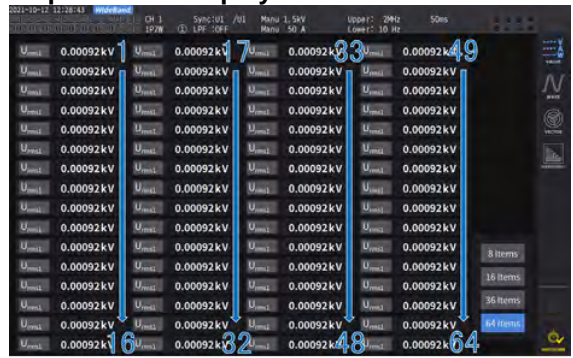 2021-10-12 12:28:43 WideBand CH 1 Sync:U1 /U1 Manu 1.5kV Upper: 2MHz 50ms
1P2W ① LPF :OFF Manu 50 A Lower: 10 Hz
Urms1 0.00092kV 1 Urms1 0.00092kV 17 Urms1 0.00092kV 33 Urms1 0.00092kV 49
Urms1 0.00092kV Urms1 0.00092kV Urms1 0.00092kV Urms1 0.00092kV
Urms1 0.00092kV Urms1 0.00092kV Urms1 0.00092kV Urms1 0.00092kV
Urms1 0.00092kV Urms1 0.00092kV Urms1 0.00092kV Urms1 0.00092kV
Urms1 0.00092kV Urms1 0.00092kV Urms1 0.00092kV Urms1 0.00092kV
Urms1 0.00092kV Urms1 0.00092kV Urms1 0.00092kV Urms1 0.00092kV
Urms1 0.00092kV Urms1 0.00092kV Urms1 0.00092kV Urms1 0.00092kV
Urms1 0.00092kV Urms1 0.00092kV Urms1 0.00092kV Urms1 0.00092kV
Urms1 0.00092kV Urms1 0.00092kV Urms1 0.00092kV Urms1 0.00092kV
Urms1 0.00092kV Urms1 0.00092kV Urms1 0.00092kV Urms1 0.00092kV
Urms1 0.00092kV Urms1 0.00092kV Urms1 0.00092kV Urms1 0.00092kV
Urms1 0.00092kV Urms1 0.00092kV Urms1 0.00092kV Urms1 0.00092kV
Urms1 0.00092kV Urms1 0.00092kV Urms1 0.00092kV Urms1 0.00092kV
Urms1 0.00092kV Urms1 0.00092kV Urms1 0.00092kV Urms1 0.00092kV
Urms1 0.00092kV Urms1 0.00092kV Urms1 0.00092kV Urms1 0.00092kV
Urms1 0.00092k 16 Urms1 0.00092k 32 Urms1 0.00092k 48 Urms1 0.00092k 64
VALUE
WAVE
VECTOR
8 Items
16 Items
36 Items
64 Items